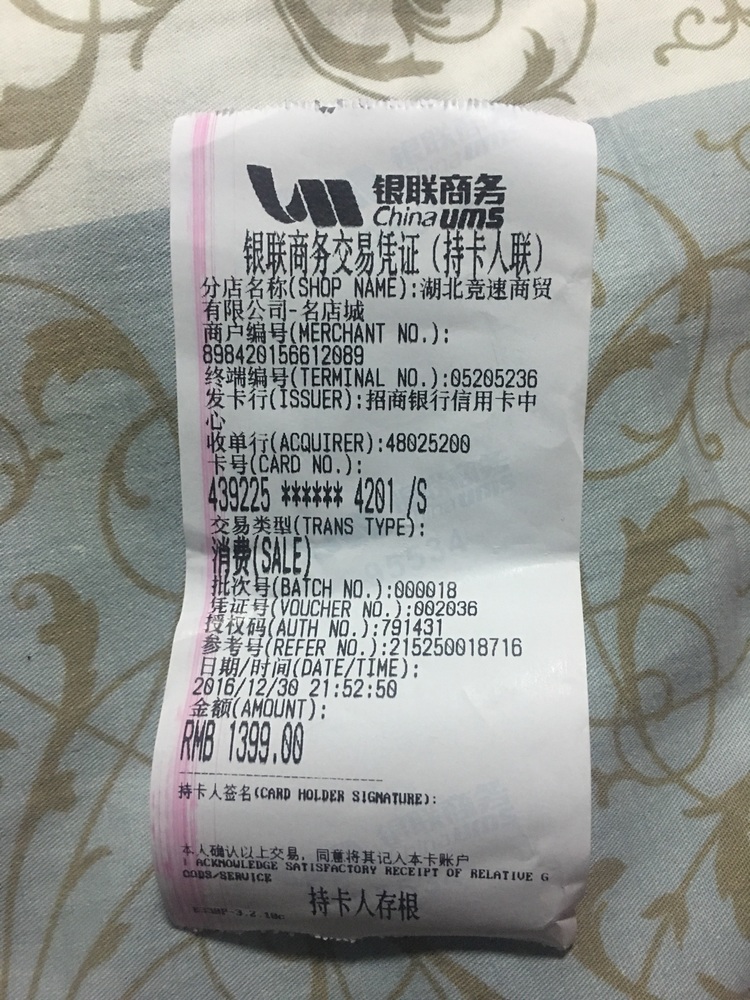 银联商务
China ums
银联商务交易凭证（持卡人联）
分店名称(SHOP NAME):湖北竞速商贸
有限公司-名店城
商户编号(MERCHANT NO.):
898420156612089
终端编号(TERMINAL NO.):05205236
发卡行(ISSUER):招商银行信用卡中
心
收单行(ACQUIRER):48025200
卡号(CARD NO.):
439225 ****** 4201 /S
交易类型(TRANS TYPE):
消费(SALE)
批次号(BATCH NO.):000018
凭证号(VOUCHER NO.):002036
授权码(AUTH NO.):791431
参考号(REFER NO.):215250018716
日期/时间(DATE/TIME):
2016/12/30 21:52:50
金额(AMOUNT):
RMB 1399.00
持卡人签名(CARD HOLDER SIGNATURE):
本人确认以上交易，同意将其记入本卡账户
I ACKNOWLEDGE SATISFACTORY RECEIPT OF RELATIVE G
OODS/SERVICE
持卡人存根